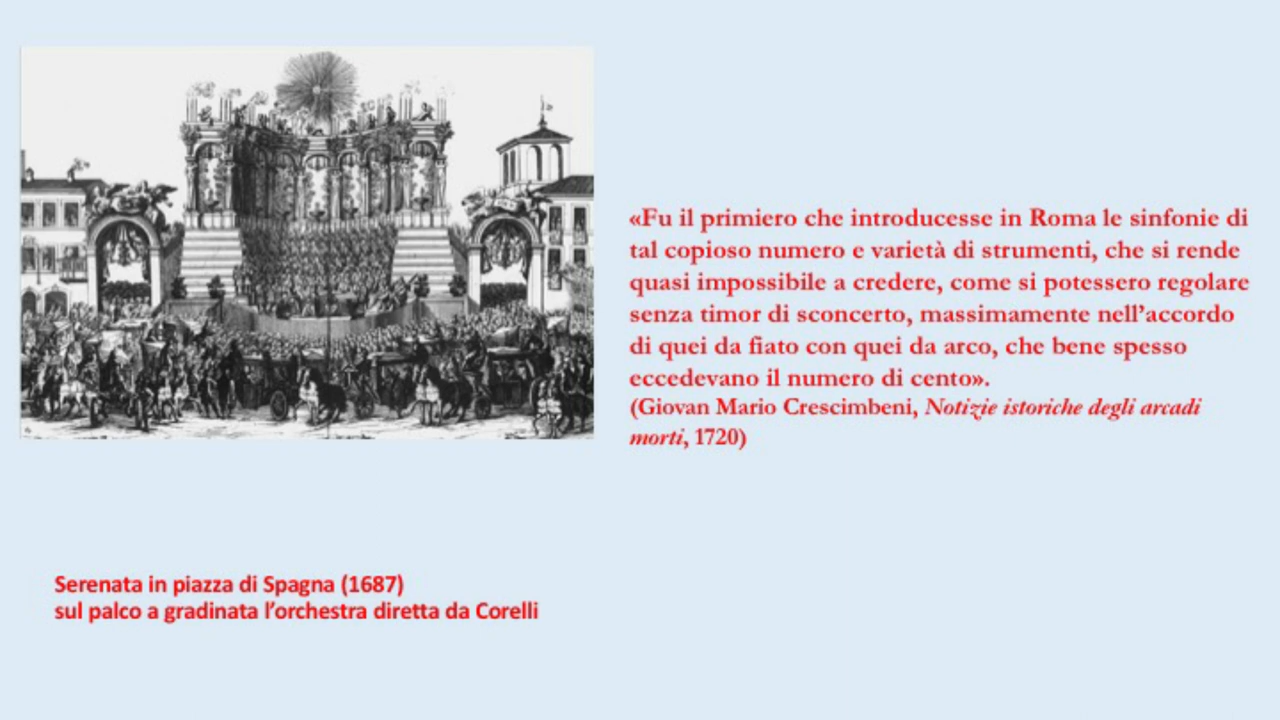 «Fu il primiero che introducesse in Roma le sinfonie di
tal copioso numero e varietà di strumenti, che si rende
quasi impossibile a credere, come si potessero regolare
senza timor di sconcerto, massimamente nell’accordo
di quei da fiato con quei da arco, che bene spesso
eccedevano il numero di cento».
(Giovan Mario Crescimbeni, Notizie istoriche degli arcadi
morti, 1720)
Serenata in piazza di Spagna (1687)
sul palco a gradinata l’orchestra diretta da Corelli